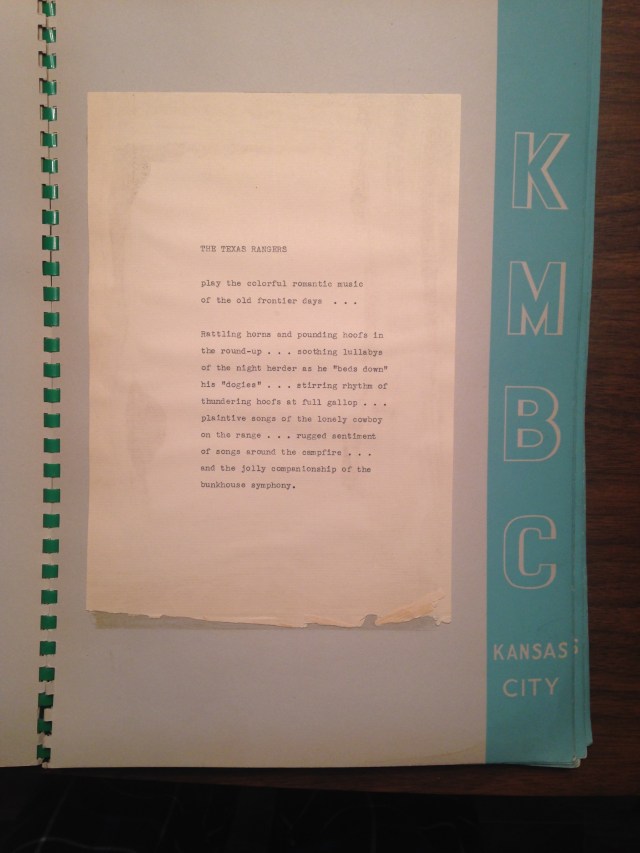 THE TEXAS RANGERS
play the colorful romantic music
of the old frontier days . . .
Rattling horns and pounding hoofs in
the round-up . . . soothing lullabys
of the night herder as he "beds down"
his "dogies" . . . stirring rhythm of
thundering hoofs at full gallop . . .
plaintive songs of the lonely cowboy
on the range . . . rugged sentiment
of songs around the campfire . . .
and the jolly companionship of the
bunkhouse symphony.
K
M
B
C
KANSAS
CITY